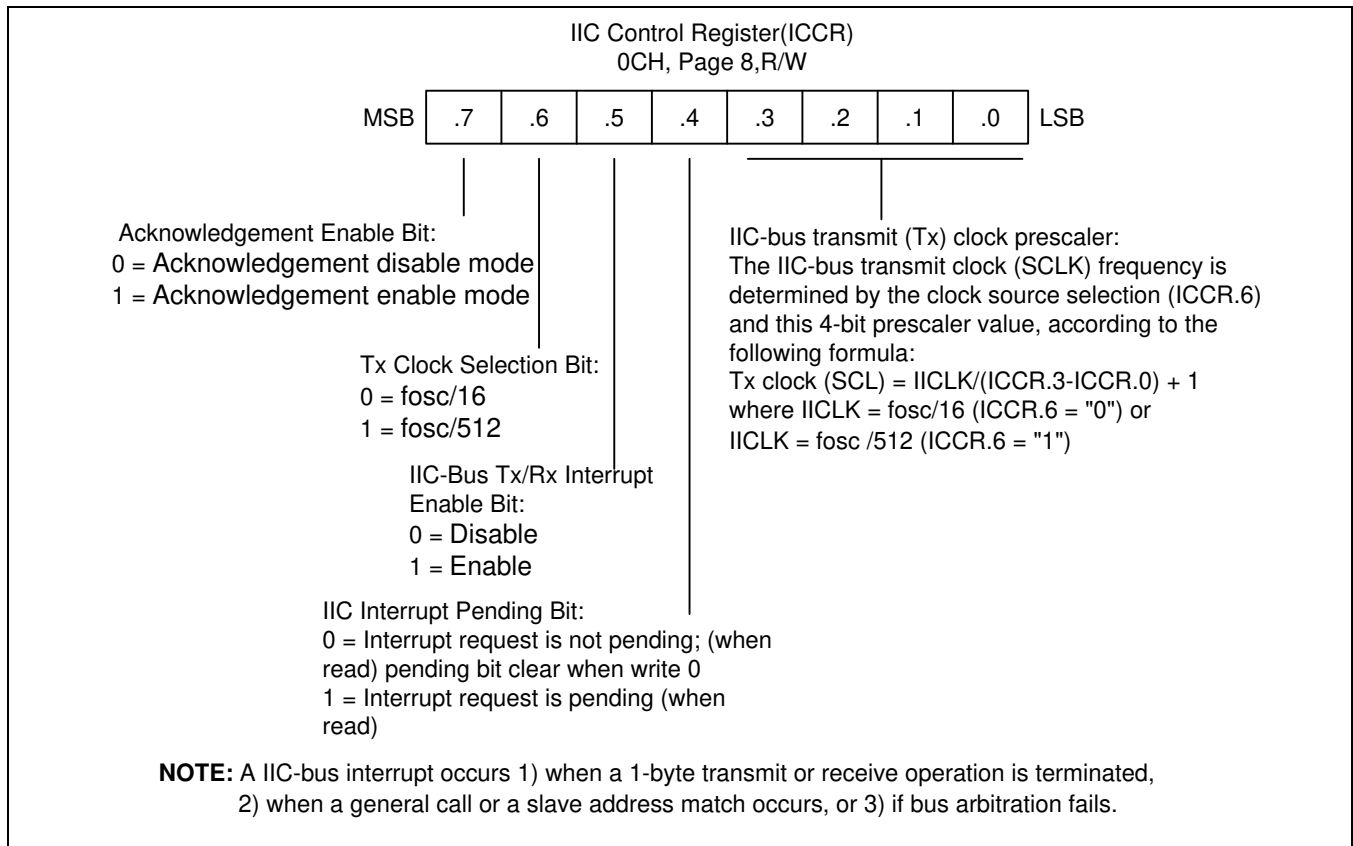 IIC Control Register(ICCR)
0CH, Page 8,R/W
MSB .7 .6 .5 .4 .3 .2 .1 .0 LSB
Acknowledgement Enable Bit:
0 = Acknowledgement disable mode
1 = Acknowledgement enable mode
Tx Clock Selection Bit:
0 = fosc/16
1 = fosc/512
IIC-Bus Tx/Rx Interrupt
Enable Bit:
0 = Disable
1 = Enable
IIC Interrupt Pending Bit:
0 = Interrupt request is not pending; (when
read) pending bit clear when write 0
1 = Interrupt request is pending (when
read)
IIC-bus transmit (Tx) clock prescaler:
The IIC-bus transmit clock (SCLK) frequency is
determined by the clock source selection (ICCR.6)
and this 4-bit prescaler value, according to the
following formula:
Tx clock (SCL) = IICLK/(ICCR.3-ICCR.0) + 1
where IICLK = fosc/16 (ICCR.6 = "0") or
IICLK = fosc /512 (ICCR.6 = "1")
NOTE: A IIC-bus interrupt occurs 1) when a 1-byte transmit or receive operation is terminated,
2) when a general call or a slave address match occurs, or 3) if bus arbitration fails.